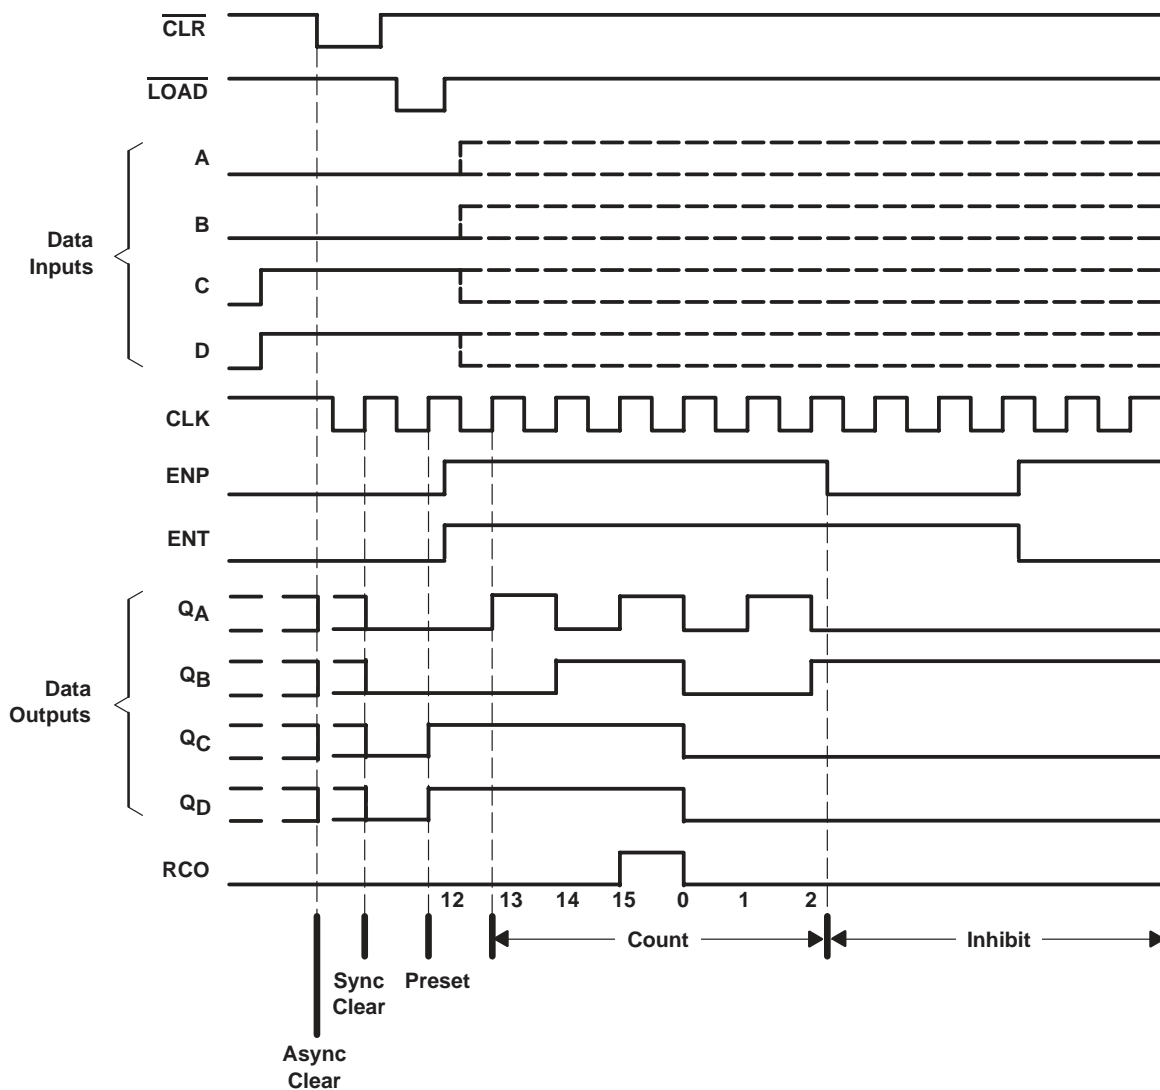 CLR
LOAD
A
B
Data
Inputs
C
D
CLK
ENP
ENT
QA
QB
Data
Outputs
QC
QD
RCO
12 13 14 15 0 1 2
Count
Inhibit
Sync
Clear
Preset
Async
Clear